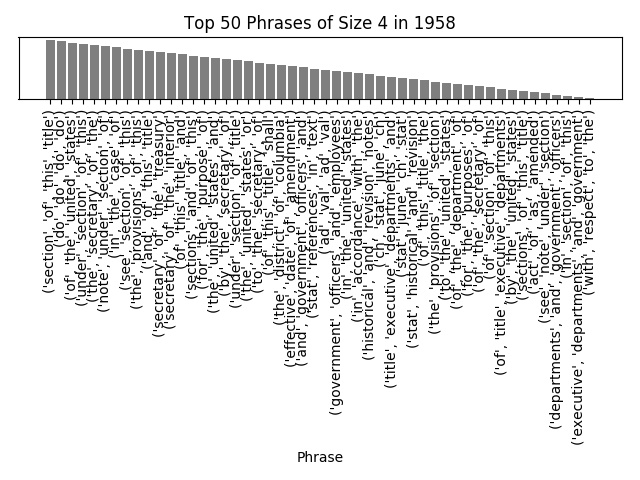 Top 50 Phrases of Size 4 in 1958
('section', 'of', 'this', 'title')
('do', 'do', 'do', 'do')
('of', 'the', 'united', 'states')
('under', 'section', 'of', 'this')
('the', 'secretary', 'of', 'the')
('note', 'under', 'section', 'of')
('in', 'the', 'case', 'of')
('see', 'section', 'of', 'this')
('the', 'provisions', 'of', 'this')
('and', 'of', 'this', 'title')
('secretary', 'of', 'the', 'treasury')
('secretary', 'of', 'the', 'interior')
('of', 'this', 'title', 'and')
('sections', 'and', 'of', 'this')
('for', 'the', 'purpose', 'of')
('the', 'united', 'states', 'and')
('by', 'the', 'secretary', 'of')
('under', 'section', 'of', 'title')
('the', 'united', 'states', 'or')
('to', 'the', 'secretary', 'of')
('of', 'this', 'title', 'shall')
('the', 'district', 'of', 'columbia')
('effective', 'date', 'of', 'amendment')
('and', 'government', 'officers', 'and')
('stat', 'references', 'in', 'text')
('ad', 'val', 'ad', 'val')
('government', 'officers', 'and', 'employees')
('in', 'the', 'united', 'states')
('in', 'accordance', 'with', 'the')
('historical', 'and', 'revision', 'notes')
('ch', 'stat', 'june', 'ch')
('title', 'executive', 'departments', 'and')
('stat', 'june', 'ch', 'stat')
('stat', 'historical', 'and', 'revision')
('of', 'this', 'title', 'the')
('the', 'provisions', 'of', 'section')
('to', 'the', 'united', 'states')
('of', 'the', 'department', 'of')
('for', 'the', 'purposes', 'of')
('of', 'the', 'secretary', 'of')
('of', 'section', 'of', 'this')
('of', 'title', 'executive', 'departments')
('by', 'the', 'united', 'states')
('sections', 'of', 'this', 'title')
('act', 'of', 'as', 'amended')
('see', 'note', 'under', 'section')
('departments', 'and', 'government', 'officers')
('in', 'section', 'of', 'this')
('executive', 'departments', 'and', 'government')
('with', 'respect', 'to', 'the')
Phrase